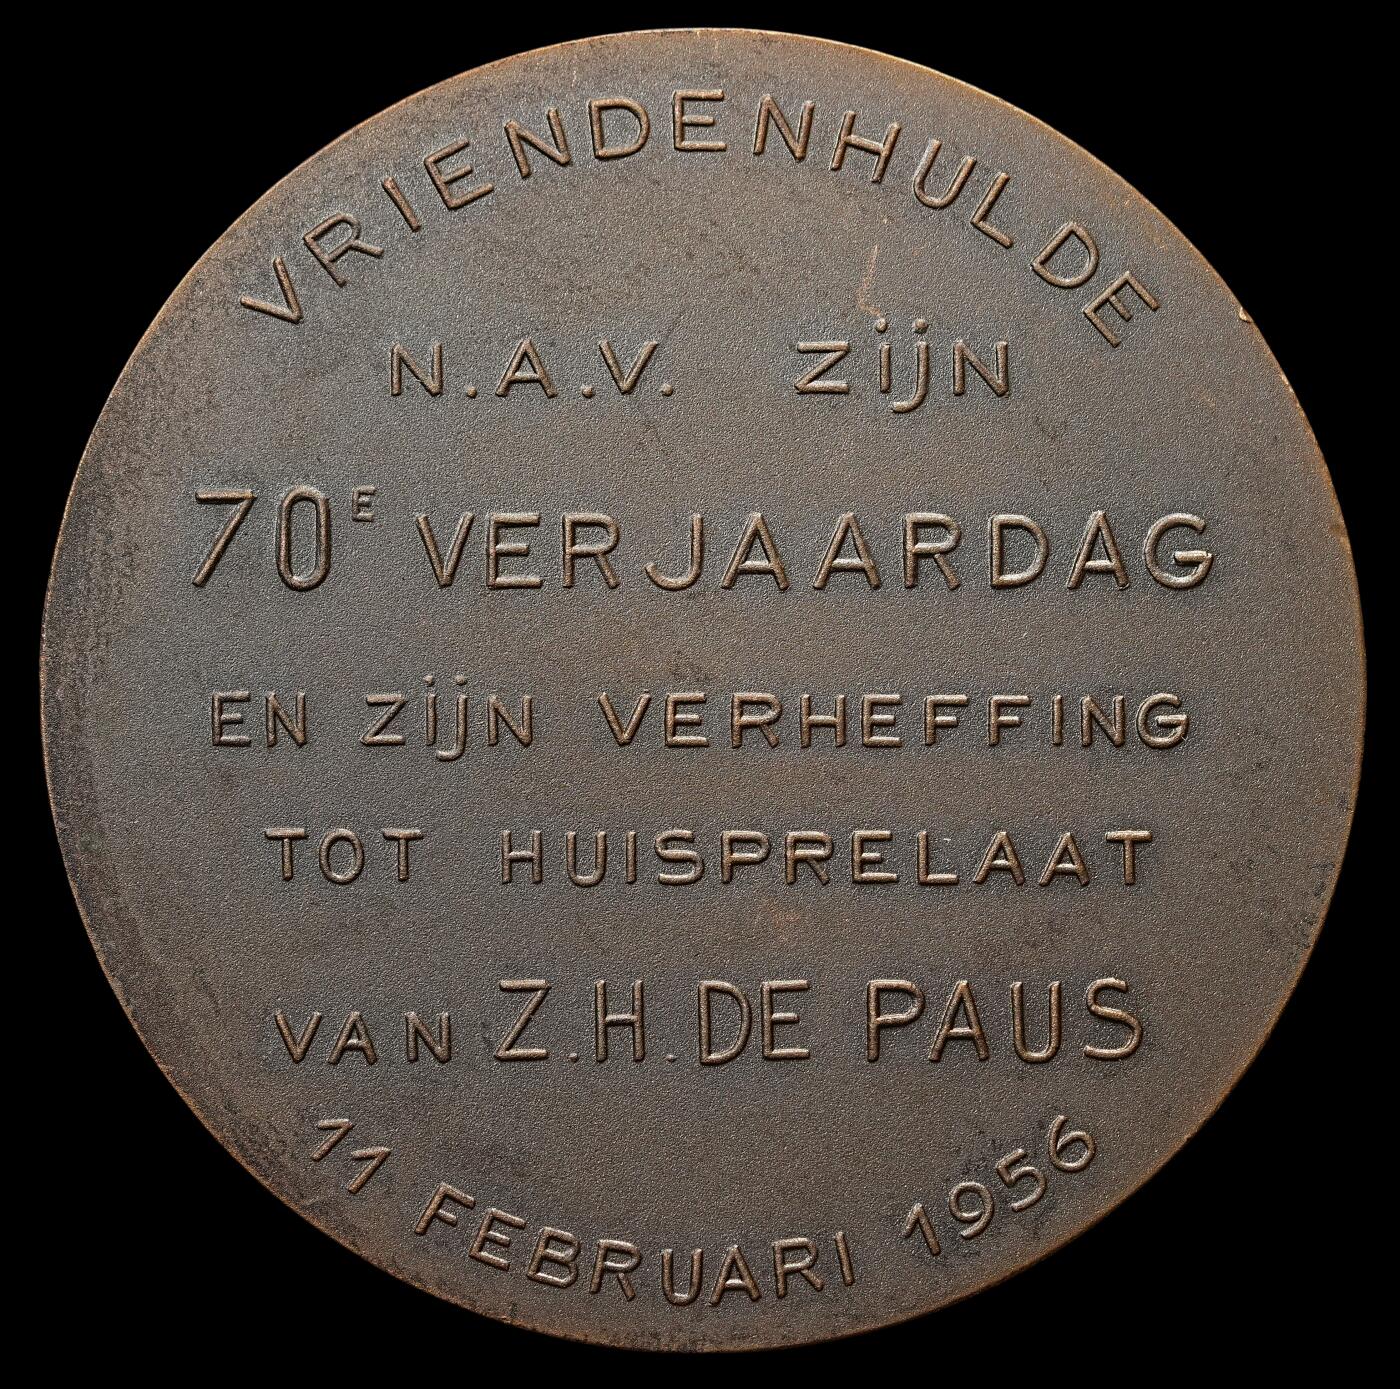 VRIENDENHULDE
N.A.V. Zijn
70E VERJAARDAG
EN Zijn VERHEFFING
TOT HUISPRELAAT
VAN Z.H. DE PAUS
11 FEBRUARI 1956